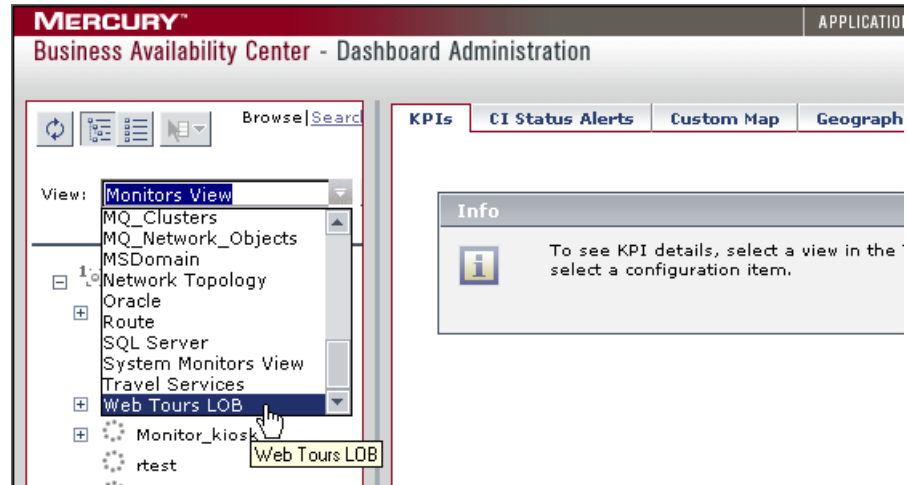 MERCURY™
APPLICATION
Business Availability Center - Dashboard Administration
Browse|Search
KPIs
CI Status Alerts
Custom Map
Geograph
View:
Monitors View
MQ_Clusters
MQ_Network_Objects
MSDomain
Network Topology
Oracle
Route
SQL Server
System Monitors View
Travel Services
Web Tours LOB
Monitor_kiosk
Web Tours LOB
rtest
Info
To see KPI details, select a view in the
select a configuration item.